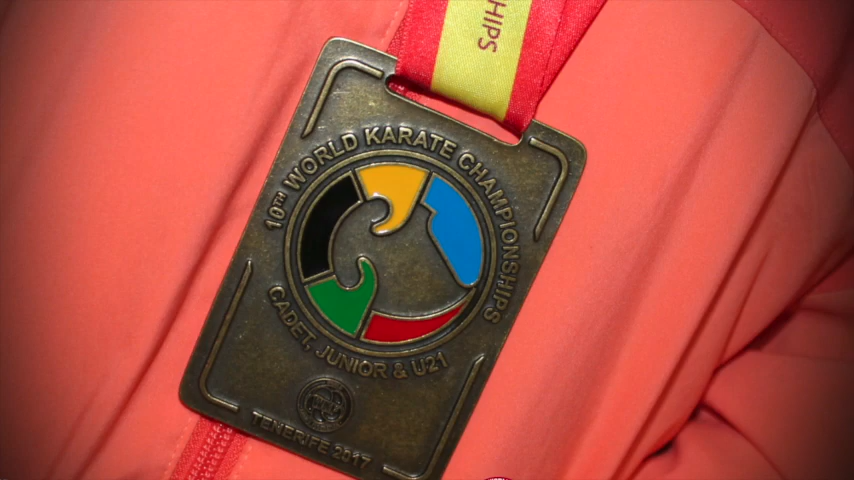 HIPS
10TH WORLD KARATE CHAMPIONSHIPS
CADET, JUNIOR & U21
TENERIFE 2017